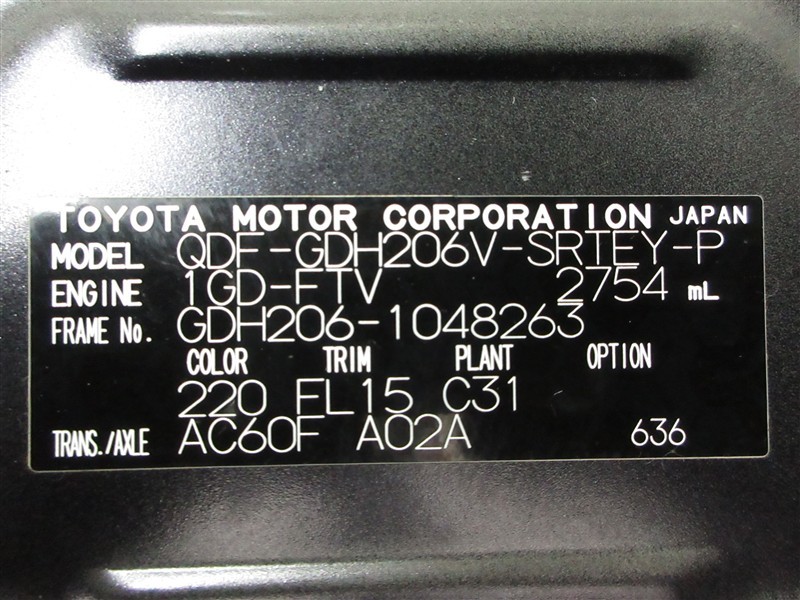 TOYOTA MOTOR CORPORATION JAPAN
MODEL QDF-GDH206V-SRTEY-P
ENGINE 1GD-FTV 2754 mL
FRAME No. GDH206-1048263
COLOR TRIM PLANT OPTION
220 FL15 C31
TRANS./AXLE AC60F A02A 636